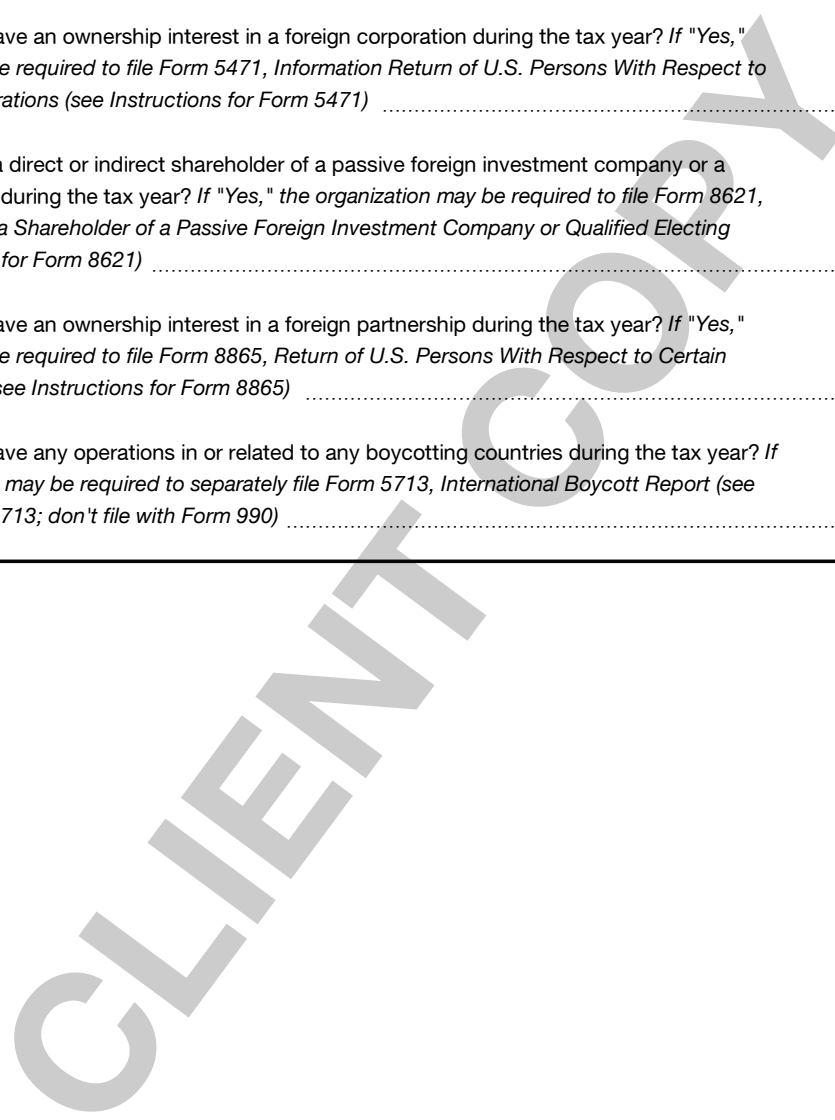 ave an ownership interest in a foreign corporation during the tax year? If "Yes,"
e required to file Form 5471, Information Return of U.S. Persons With Respect to
rations (see Instructions for Form 5471)
a direct or indirect shareholder of a passive foreign investment company or a
during the tax year? If "Yes," the organization may be required to file Form 8621,
a Shareholder of a Passive Foreign Investment Company or Qualified Electing
for Form 8621)
ave an ownership interest in a foreign partnership during the tax year? If "Yes,"
e required to file Form 8865, Return of U.S. Persons With Respect to Certain
see Instructions for Form 8865)
ave any operations in or related to any boycotting countries during the tax year? If
may be required to separately file Form 5713, International Boycott Report (see
713; don't file with Form 990)
CLIENT COPY